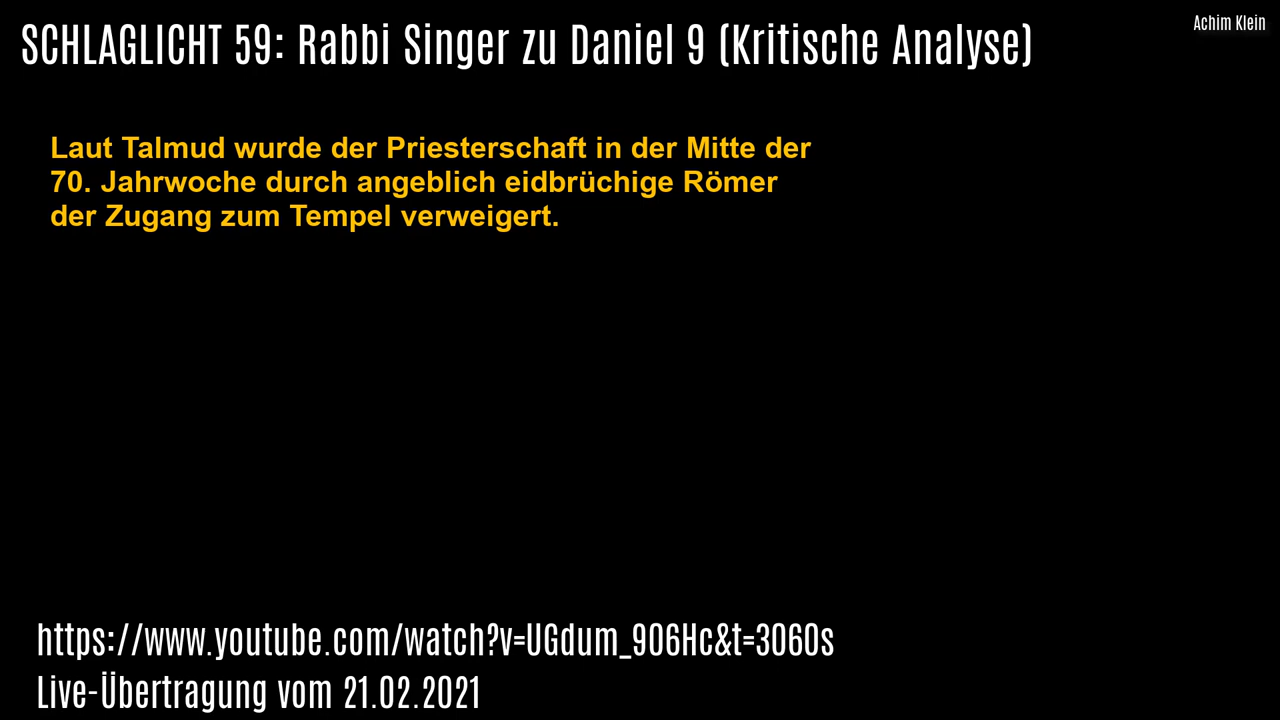 SCHLAGLICHT 59: Rabbi Singer zu Daniel 9 (Kritische Analyse)
Achim Klein
Laut Talmud wurde der Priesterschaft in der Mitte der
70. Jahrwoche durch angeblich eidbrüchige Römer
der Zugang zum Tempel verweigert.
https://www.youtube.com/watch?v=UGdum_906Hc&t=3060s
Live-Übertragung vom 21.02.2021